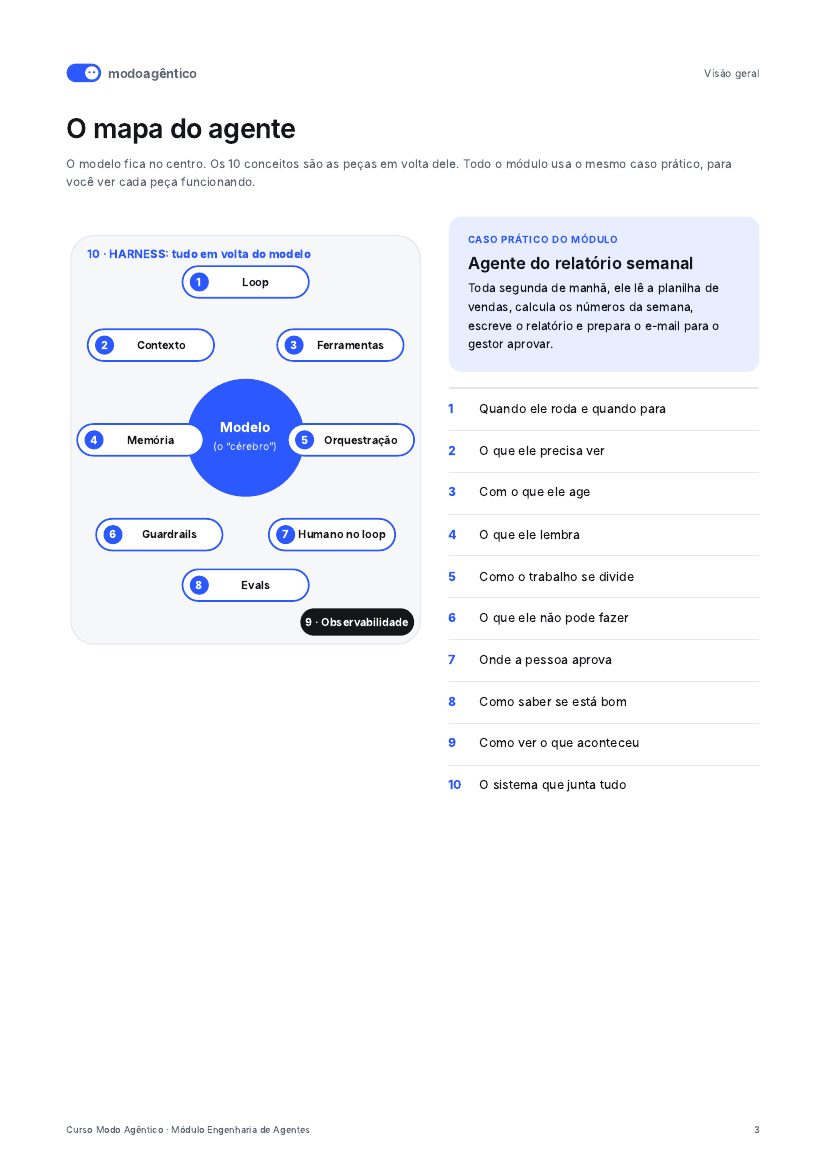 modoagêntico
Visão geral
O mapa do agente
O modelo fica no centro. Os 10 conceitos são as peças em volta dele. Todo o módulo usa o mesmo caso prático, para
você ver cada peça funcionando.
10 · HARNESS: tudo em volta do modelo
1 Loop
2 Contexto
3 Ferramentas
Modelo
(o “cérebro”)
4 Memória
5 Orquestração
6 Guardrails
7 Humano no loop
8 Evals
9 · Observabilidade
CASO PRÁTICO DO MÓDULO
Agente do relatório semanal
Toda segunda de manhã, ele lê a planilha de
vendas, calcula os números da semana,
escreve o relatório e prepara o e-mail para o
gestor aprovar.
1 Quando ele roda e quando para
2 O que ele precisa ver
3 Com o que ele age
4 O que ele lembra
5 Como o trabalho se divide
6 O que ele não pode fazer
7 Onde a pessoa aprova
8 Como saber se está bom
9 Como ver o que aconteceu
10 O sistema que junta tudo
Curso Modo Agêntico · Módulo Engenharia de Agentes
3